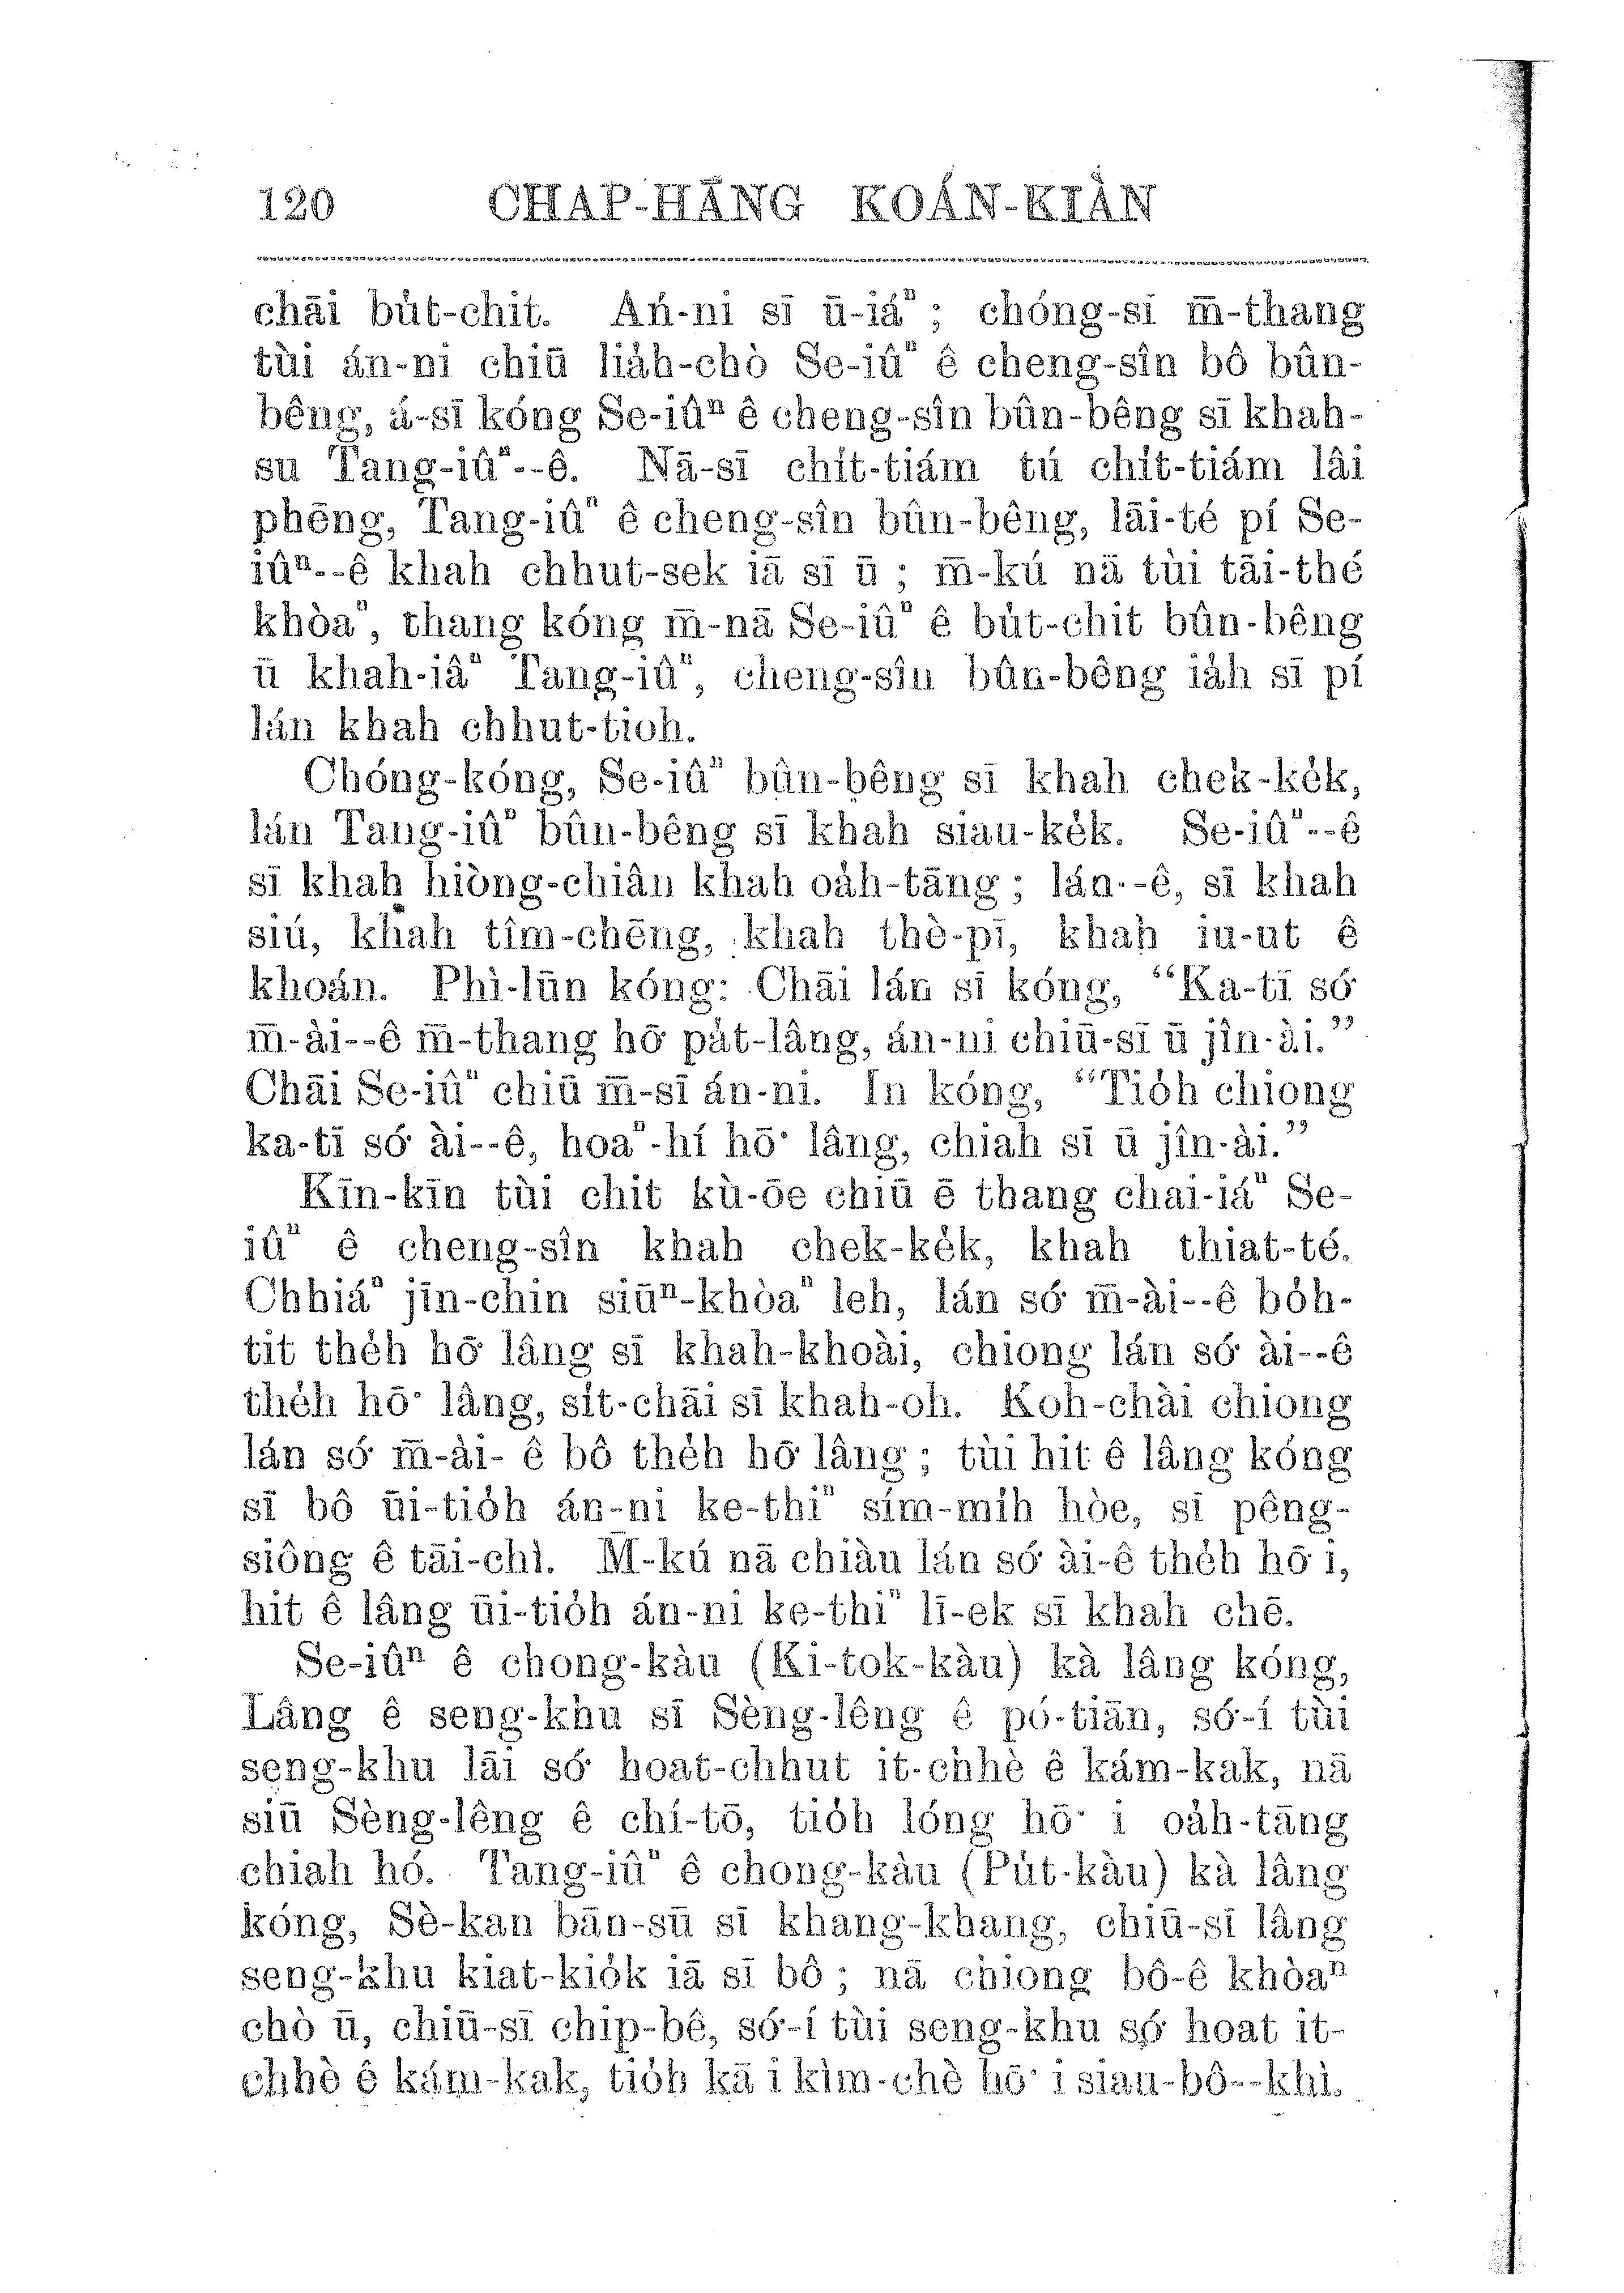 120 CHAP-HĀNG KOÁN-KIÀN
chāi bu̍t-chit. Ań-ni sī ū-iáⁿ; chóng-sī m̄-thang
tùi án-ni chiū lia̍h-chò Se-iûⁿ ê cheng-sîn bô bûn-
bêng, á-sī kóng Se-iûⁿ ê cheng-sîn bûn-bêng sī khah-
su Tang-iûⁿ--ê. Nā-sī chi̍t-tiám tú chi̍t-tiám lâi
phēng, Tang-iûⁿ ê cheng-sîn bûn-bêng, lāi-té pí Se-
iûⁿ--ê khah chhut-sek iā sī ū; m̄-kú nā tùi tāi-thé
khòaⁿ, thang kóng m̄-nā Se-iûⁿ ê bu̍t-chit bûn-bêng
ū khah-iâⁿ Tang-iûⁿ, cheng-sîn bûn-bêng ia̍h sī pí
lán khah chhut-tioh.
Chóng-kóng, Se-iûⁿ bûn-bêng sī khah chek-ke̍k,
lán Tang-iûⁿ bûn-bêng sī khah siau-ke̍k. Se-iûⁿ--ê
sī khah hiòng-chiân khah oa̍h-tāng; lán--ê, sī khah
siú, khah tîm-chēng, khah thè-pī, khah iu-ut ê
khoán. Phì-lūn kóng: Chāi lán sī kóng, “Ka-tī só͘
m̄-ài--ê m̄-thang hō͘ pa̍t-lâng, án-ni chiū-sī ū jîn-ài.”
Chāi Se-iûⁿ chiū m̄-sī án-ni. In kóng, “Tio̍h chiong
ka-tī só͘ ài--ê, hoaⁿ-hí hō͘ lâng, chiah sī ū jîn-ài.”
Kīn-kīn tùi chit kù-ōe chiū ē thang chai-iáⁿ Se-
iûⁿ ê cheng-sîn khah chek-ke̍k, khah thiat-té.
Chhiáⁿ jīn-chin siūⁿ-khòaⁿ leh, lán só͘ m̄-ài--ê bo̍h-
tit the̍h hō͘ lâng sī khah-khoài, chiong lán só͘ ài--ê
the̍h hō͘ lâng, si̍t-chāi sī khah-oh. Koh-chài chiong
lán só͘ m̄-ài- ê bô the̍h hō͘ lâng; tùi hit ê lâng kóng
sī bô ūi-tio̍h án-ni ke-thiⁿ sím-mih hòe, sī pêng-
siông ê tāi-chì. M̄-kú nā chiàu lán só͘ ài-ê the̍h hō͘ i,
hit ê lâng ūi-tio̍h án-ni ke-thiⁿ lī-ek sī khah chē.
Se-iûⁿ ê chong-kàu (Ki-tok-kàu) kà lâng kóng,
Lâng ê seng-khu sī Sèng-lêng ê pó-tiān, só͘-í tùi
seng-khu lāi só͘ hoat-chhut it-chhè ê kám-kak, nā
siū Sèng-lêng ê chí-tō, tio̍h lóng hō͘ i oa̍h-tāng
chiah hó. Tang-iûⁿ ê chong-kàu (Pu̍t-kàu) kà lâng
kóng, Sè-kan bān-sū sī khang-khang, chiū-sī lâng
seng-khu kiat-kio̍k iā sī bô; nā chiong bô-ê khòaⁿ
chò ū, chiū-sī chip-bê, só͘-í tùi seng-khu só͘ hoat it-
chhè ê kám-kak, tio̍h kā i kìm-chè hō͘ i siau-bô--khì.